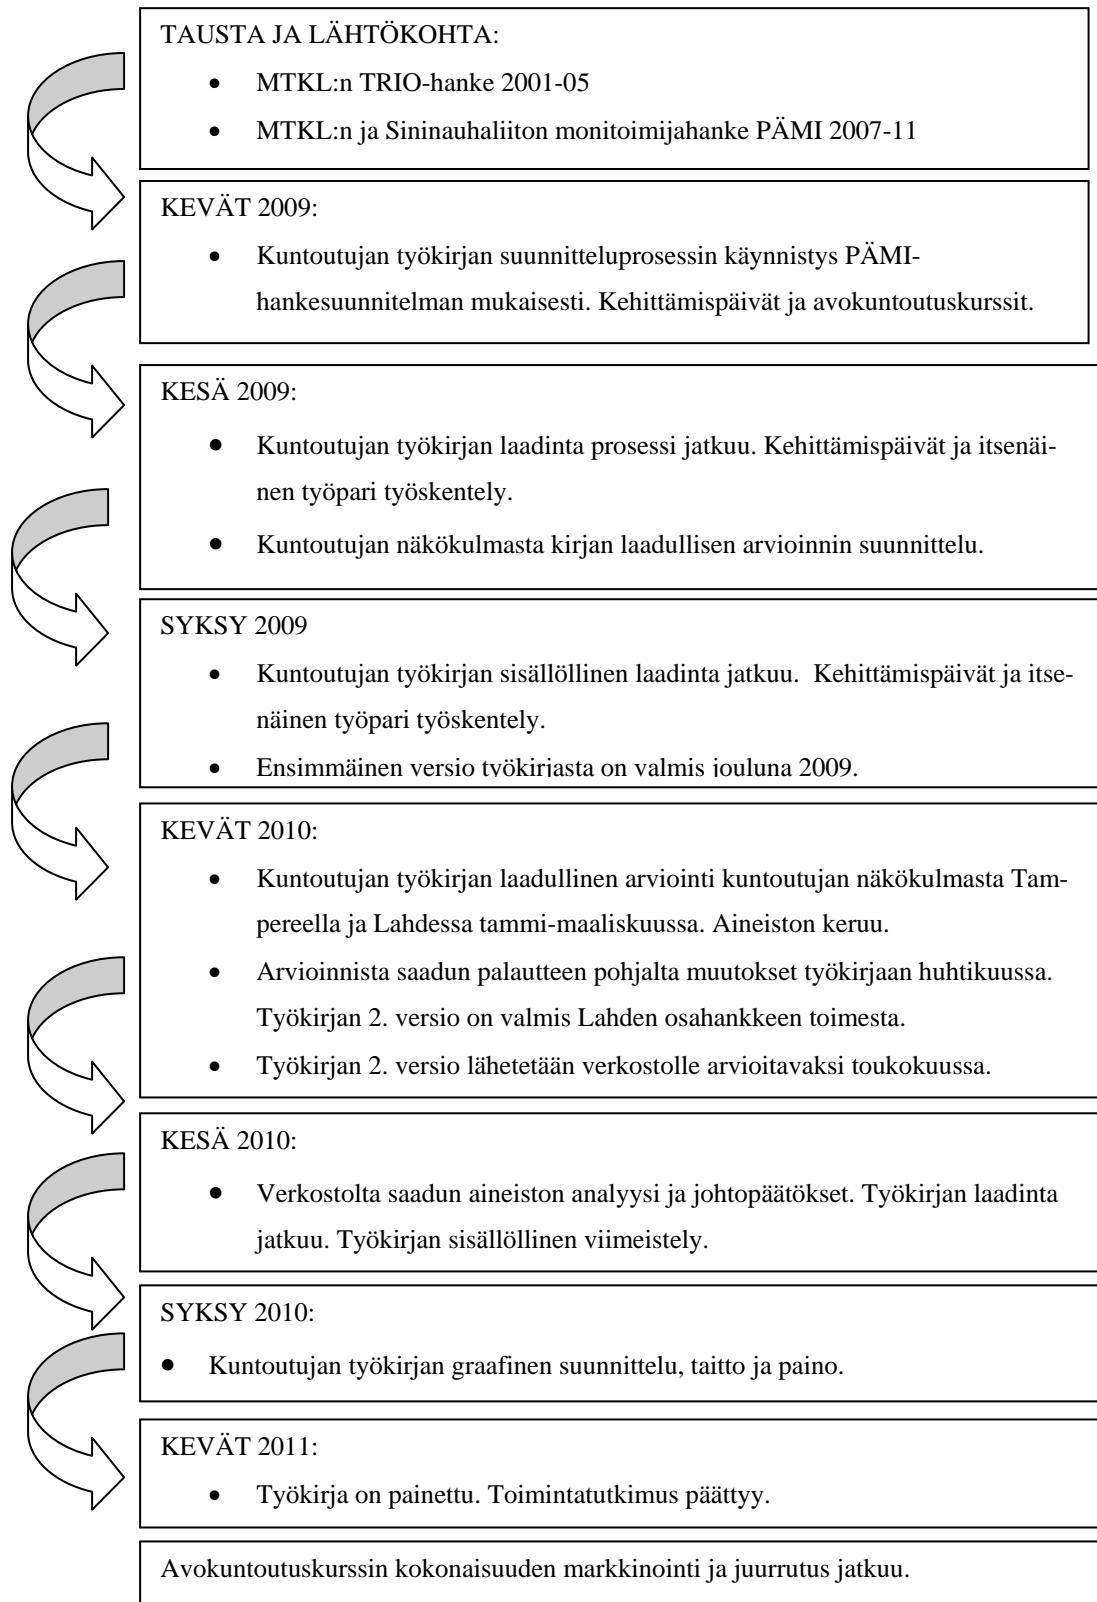 TAUSTA JA LÄHTÖKOHTA:
• MTKL:n TRIO-hanke 2001-05
• MTKL:n ja Sininauhaliiton monitoimijahanke PÄMI 2007-11
KEVÄT 2009:
• Kuntoutujan työkirjan suunnitteluprosessin käynnistys PÄMI-
hankesuunnitelman mukaisesti. Kehittämispäivät ja avokuntoutuskurssit.
KESÄ 2009:
• Kuntoutujan työkirjan laadinta prosessi jatkuu. Kehittämispäivät ja itsenäi-
nen työpari työskentely.
• Kuntoutujan näkökulmasta kirjan laadullisen arvioinnin suunnittelu.
SYKSY 2009
• Kuntoutujan työkirjan sisällöllinen laadinta jatkuu.  Kehittämispäivät ja itse-
näinen työpari työskentely.
• Ensimmäinen versio työkirjasta on valmis jouluna 2009.
KEVÄT 2010:
• Kuntoutujan työkirjan laadullinen arviointi kuntoutujan näkökulmasta Tam-
pereella ja Lahdessa tammi-maaliskuussa. Aineiston keruu.
• Arvioinnista saadun palautteen pohjalta muutokset työkirjaan huhtikuussa.
Työkirjan 2. versio on valmis Lahden osahankkeen toimesta.
• Työkirjan 2. versio lähetetään verkostolle arvioitavaksi toukokuussa.
KESÄ 2010:
• Verkostolta saadun aineiston analyysi ja johtopäätökset. Työkirjan laadinta
jatkuu. Työkirjan sisällöllinen viimeistely.
SYKSY 2010:
• Kuntoutujan työkirjan graafinen suunnittelu, taitto ja paino.
KEVÄT 2011:
• Työkirja on painettu. Toimintatutkimus päättyy.
Avokuntoutuskurssin kokonaisuuden markkinointi ja juurrutus jatkuu.